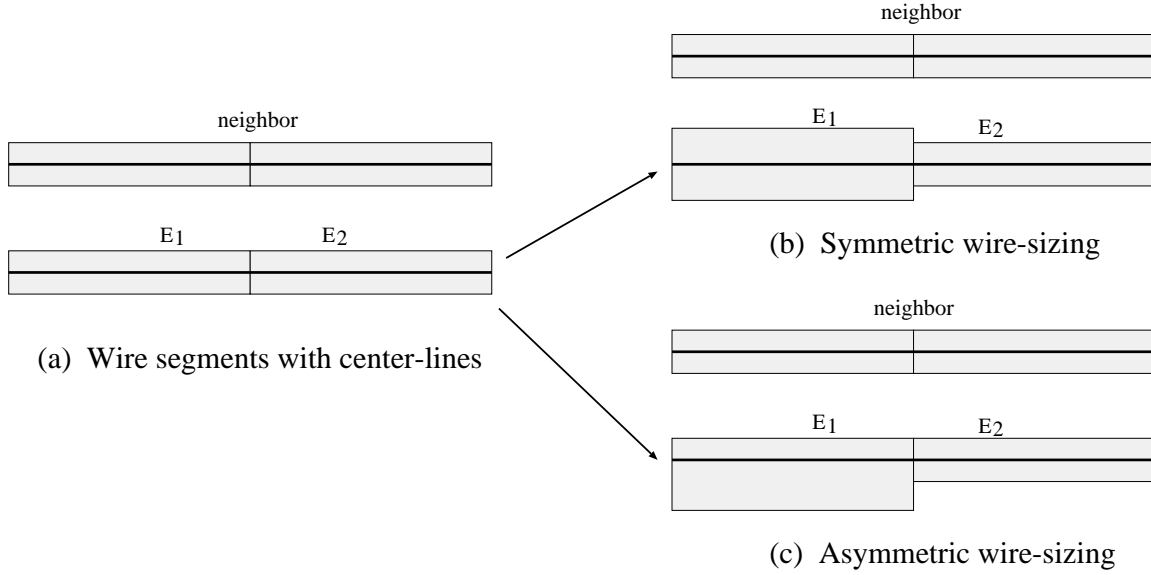 neighbor
E1
E2
(a) Wire segments with center-lines
neighbor
E1
E2
(b) Symmetric wire-sizing
neighbor
E1
E2
(c) Asymmetric wire-sizing